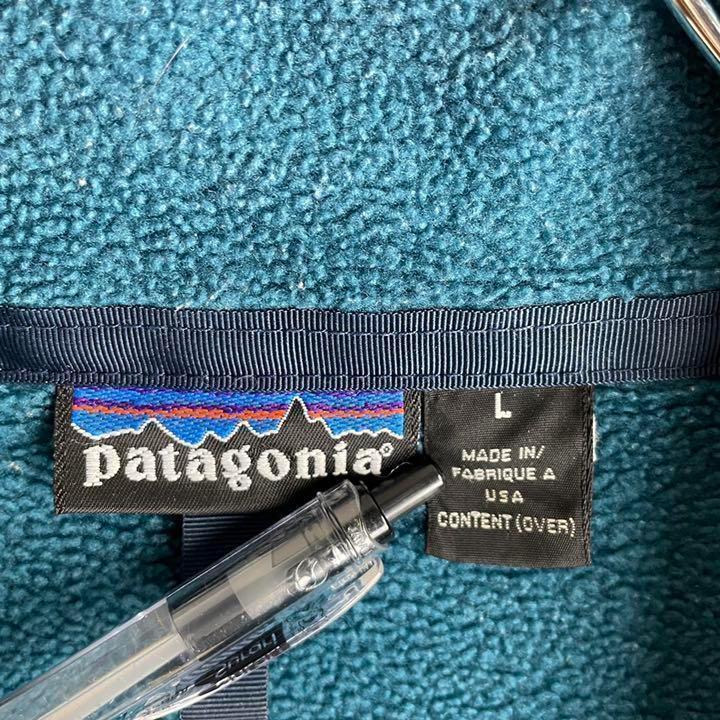 patagonia®
L
MADE IN/
FABRIQUE A
USA
CONTENT (OVER)